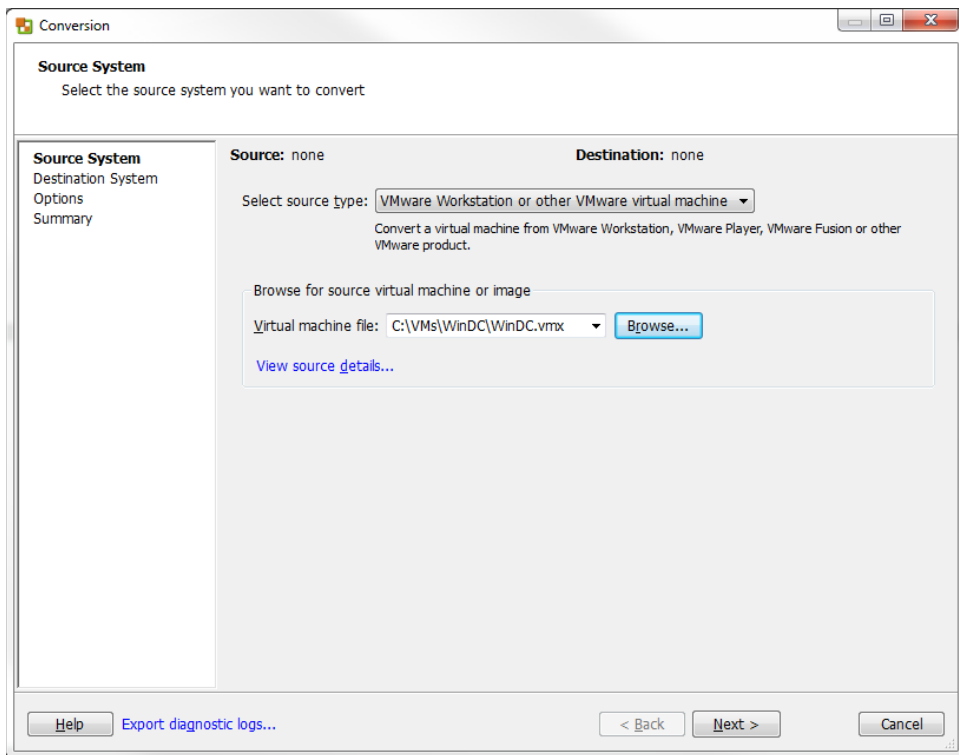 Conversion
Source System
Select the source system you want to convert
Source System
Destination System
Options
Summary
Source: none
Destination: none
Select source type: VMware Workstation or other VMware virtual machine
Convert a virtual machine from VMware Workstation, VMware Player, VMware Fusion or other
VMware product.
Browse for source virtual machine or image
Virtual machine file: C:\VMs\WinDC\WinDC.vmx Browse...
View source details...
Help Export diagnostic logs... < Back Next > Cancel